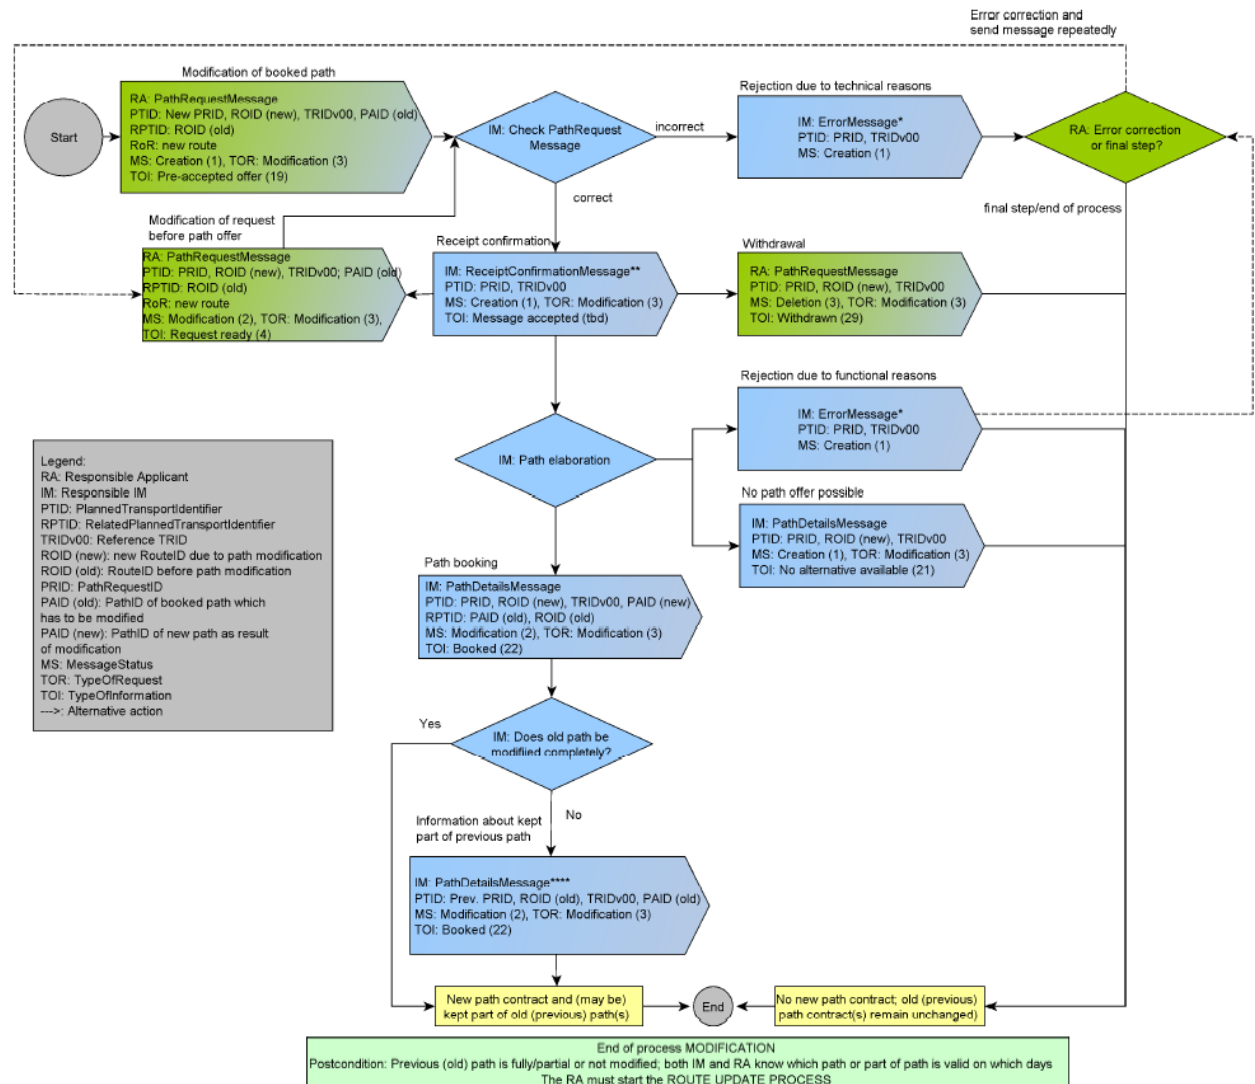 Error correction and
send message repeatedly
Modification of booked path
RA: PathRequestMessage
PTID: New PRID, ROID (new), TRIDv00, PAID (old)
RPTID: ROID (old)
RoR: new route
MS: Creation (1), TOR: Modification (3)
TOI: Pre-accepted offer (19)
Start
IM: Check PathRequest
Message
incorrect
Rejection due to technical reasons
IM: ErrorMessage*
PTID: PRID, TRIDv00
MS: Creation (1)
RA: Error correction
or final step?
correct
final step/end of process
Modification of request
before path offer
RA: PathRequestMessage
PTID: PRID, ROID (new), TRIDv00; PAID (old)
RPTID: ROID (old)
RoR: new route
MS: Modification (2), TOR: Modification (3),
TOI: Request ready (4)
Receipt confirmation
IM: ReceiptConfirmationMessage**
PTID: PRID, TRIDv00
MS: Creation (1), TOR: Modification (3)
TOI: Message accepted (tbd)
Withdrawal
RA: PathRequestMessage
PTID: PRID, ROID (new), TRIDv00
MS: Deletion (3), TOR: Modification (3)
TOI: Withdrawn (29)
Rejection due to functional reasons
IM: ErrorMessage*
PTID: PRID, TRIDv00
MS: Creation (1)
IM: Path elaboration
No path offer possible
IM: PathDetailsMessage
PTID: PRID, ROID (new), TRIDv00
MS: Creation (1), TOR: Modification (3)
TOI: No alternative available (21)
Legend:
RA: Responsible Applicant
IM: Responsible IM
PTID: PlannedTransportIdentifier
RPTID: RelatedPlannedTransportIdentifier
TRIDv00: Reference TRID
ROID (new): new RouteID due to path modification
ROID (old): RouteID before path modification
PRID: PathRequestID
PAID (old): PathID of booked path which
has to be modified
PAID (new): PathID of new path as result
of modification
MS: MessageStatus
TOR: TypeOfRequest
TOI: TypeOfInformation
--->: Alternative action
Path booking
IM: PathDetailsMessage
PTID: PRID, ROID (new), TRIDv00, PAID (new)
RPTID: PAID (old), ROID (old)
MS: Modification (2), TOR: Modification (3)
TOI: Booked (22)
Yes
IM: Does old path be
modified completely?
No
Information about kept
part of previous path
IM: PathDetailsMessage****
PTID: Prev. PRID, ROID (old), TRIDv00, PAID (old)
MS: Modification (2), TOR: Modification (3)
TOI: Booked (22)
New path contract and (may be)
kept part of old (previous) path(s)
End
No new path contract; old (previous)
path contract(s) remain unchanged)
End of process MODIFICATION
Postcondition: Previous (old) path is fully/partial or not modified; both IM and RA know which path or part of path is valid on which days
The RA must start the ROUTE UPDATE PROCESS